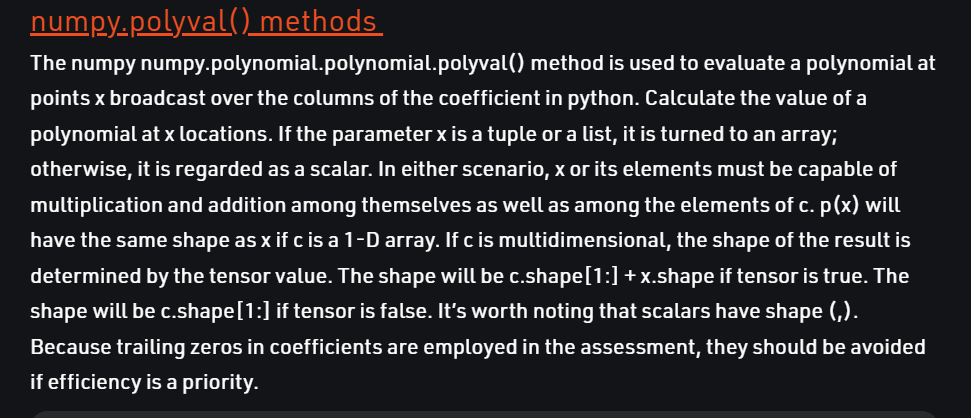 numpy.polyval() methods
The numpy numpy.polynomial.polynomial.polyval() method is used to evaluate a polynomial at
points x broadcast over the columns of the coefficient in python. Calculate the value of a
polynomial at x locations. If the parameter x is a tuple or a list, it is turned to an array;
otherwise, it is regarded as a scalar. In either scenario, x or its elements must be capable of
multiplication and addition among themselves as well as among the elements of c. p(x) will
have the same shape as x if c is a 1-D array. If c is multidimensional, the shape of the result is
determined by the tensor value. The shape will be c.shape[1:] + x.shape if tensor is true. The
shape will be c.shape[1:] if tensor is false. It’s worth noting that scalars have shape (,).
Because trailing zeros in coefficients are employed in the assessment, they should be avoided
if efficiency is a priority.